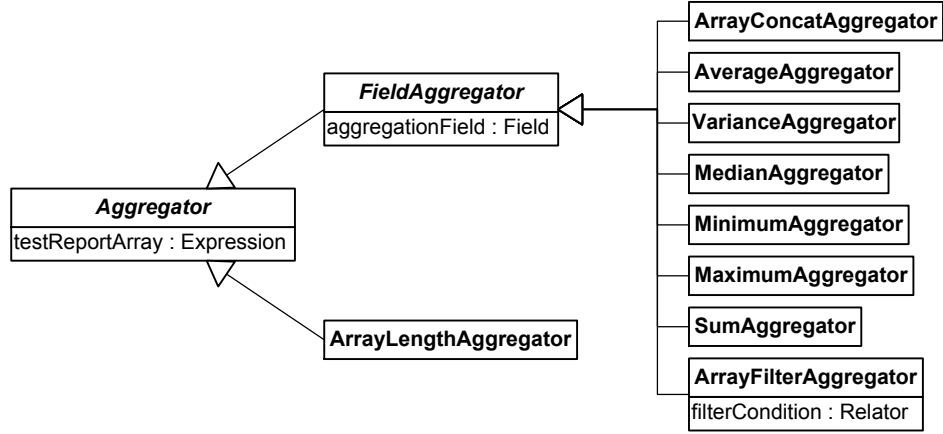 ArrayConcatAggregator
AverageAggregator
FieldAggregator
aggregationField : Field
VarianceAggregator
MedianAggregator
Aggregator
testReportArray : Expression
MinimumAggregator
MaximumAggregator
ArrayLengthAggregator
SumAggregator
ArrayFilterAggregator
filterCondition : Relator